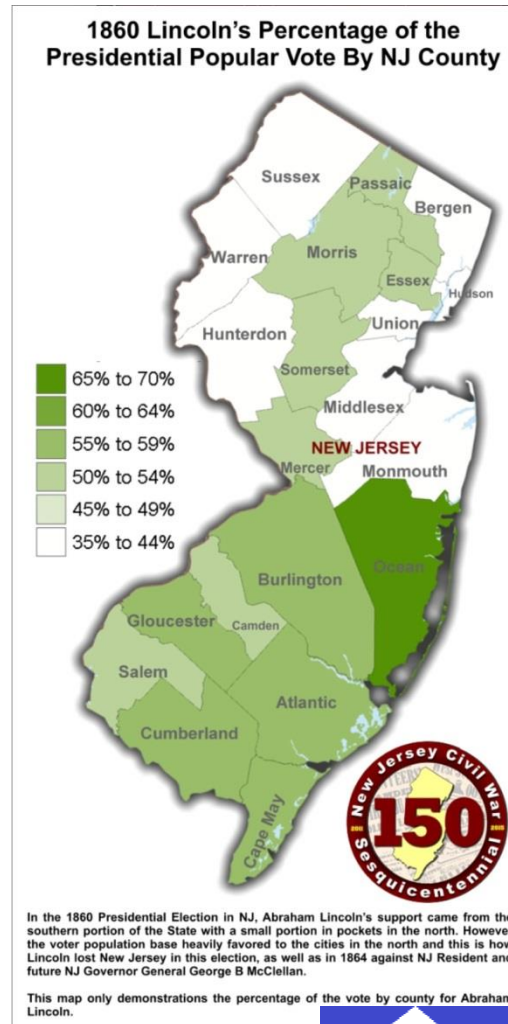 1860 Lincoln's Percentage of the
Presidential Popular Vote By NJ County
Sussex
Passaic
Bergen
Warren
Morris
Essex
Hudson
Hunterdon
Union
Somerset
65% to 70%
60% to 64%
55% to 59%
50% to 54%
45% to 49%
35% to 44%
Middlesex
NEW JERSEY
Mercer
Monmouth
Ocean
Burlington
Gloucester
Camden
Salem
Atlantic
Cumberland
Cape May
New Jersey Civil War
150
2011
2015
Sesquicentennial
In the 1860 Presidential Election in NJ, Abraham Lincoln's support came from the
southern portion of the State with a small portion in pockets in the north. However
the voter population base heavily favored to the cities in the north and this is how
Lincoln lost New Jersey in this election, as well as in 1864 against NJ Resident and
future NJ Governor General George B McClellan.
This map only demonstrations the percentage of the vote by county for Abraham
Lincoln.